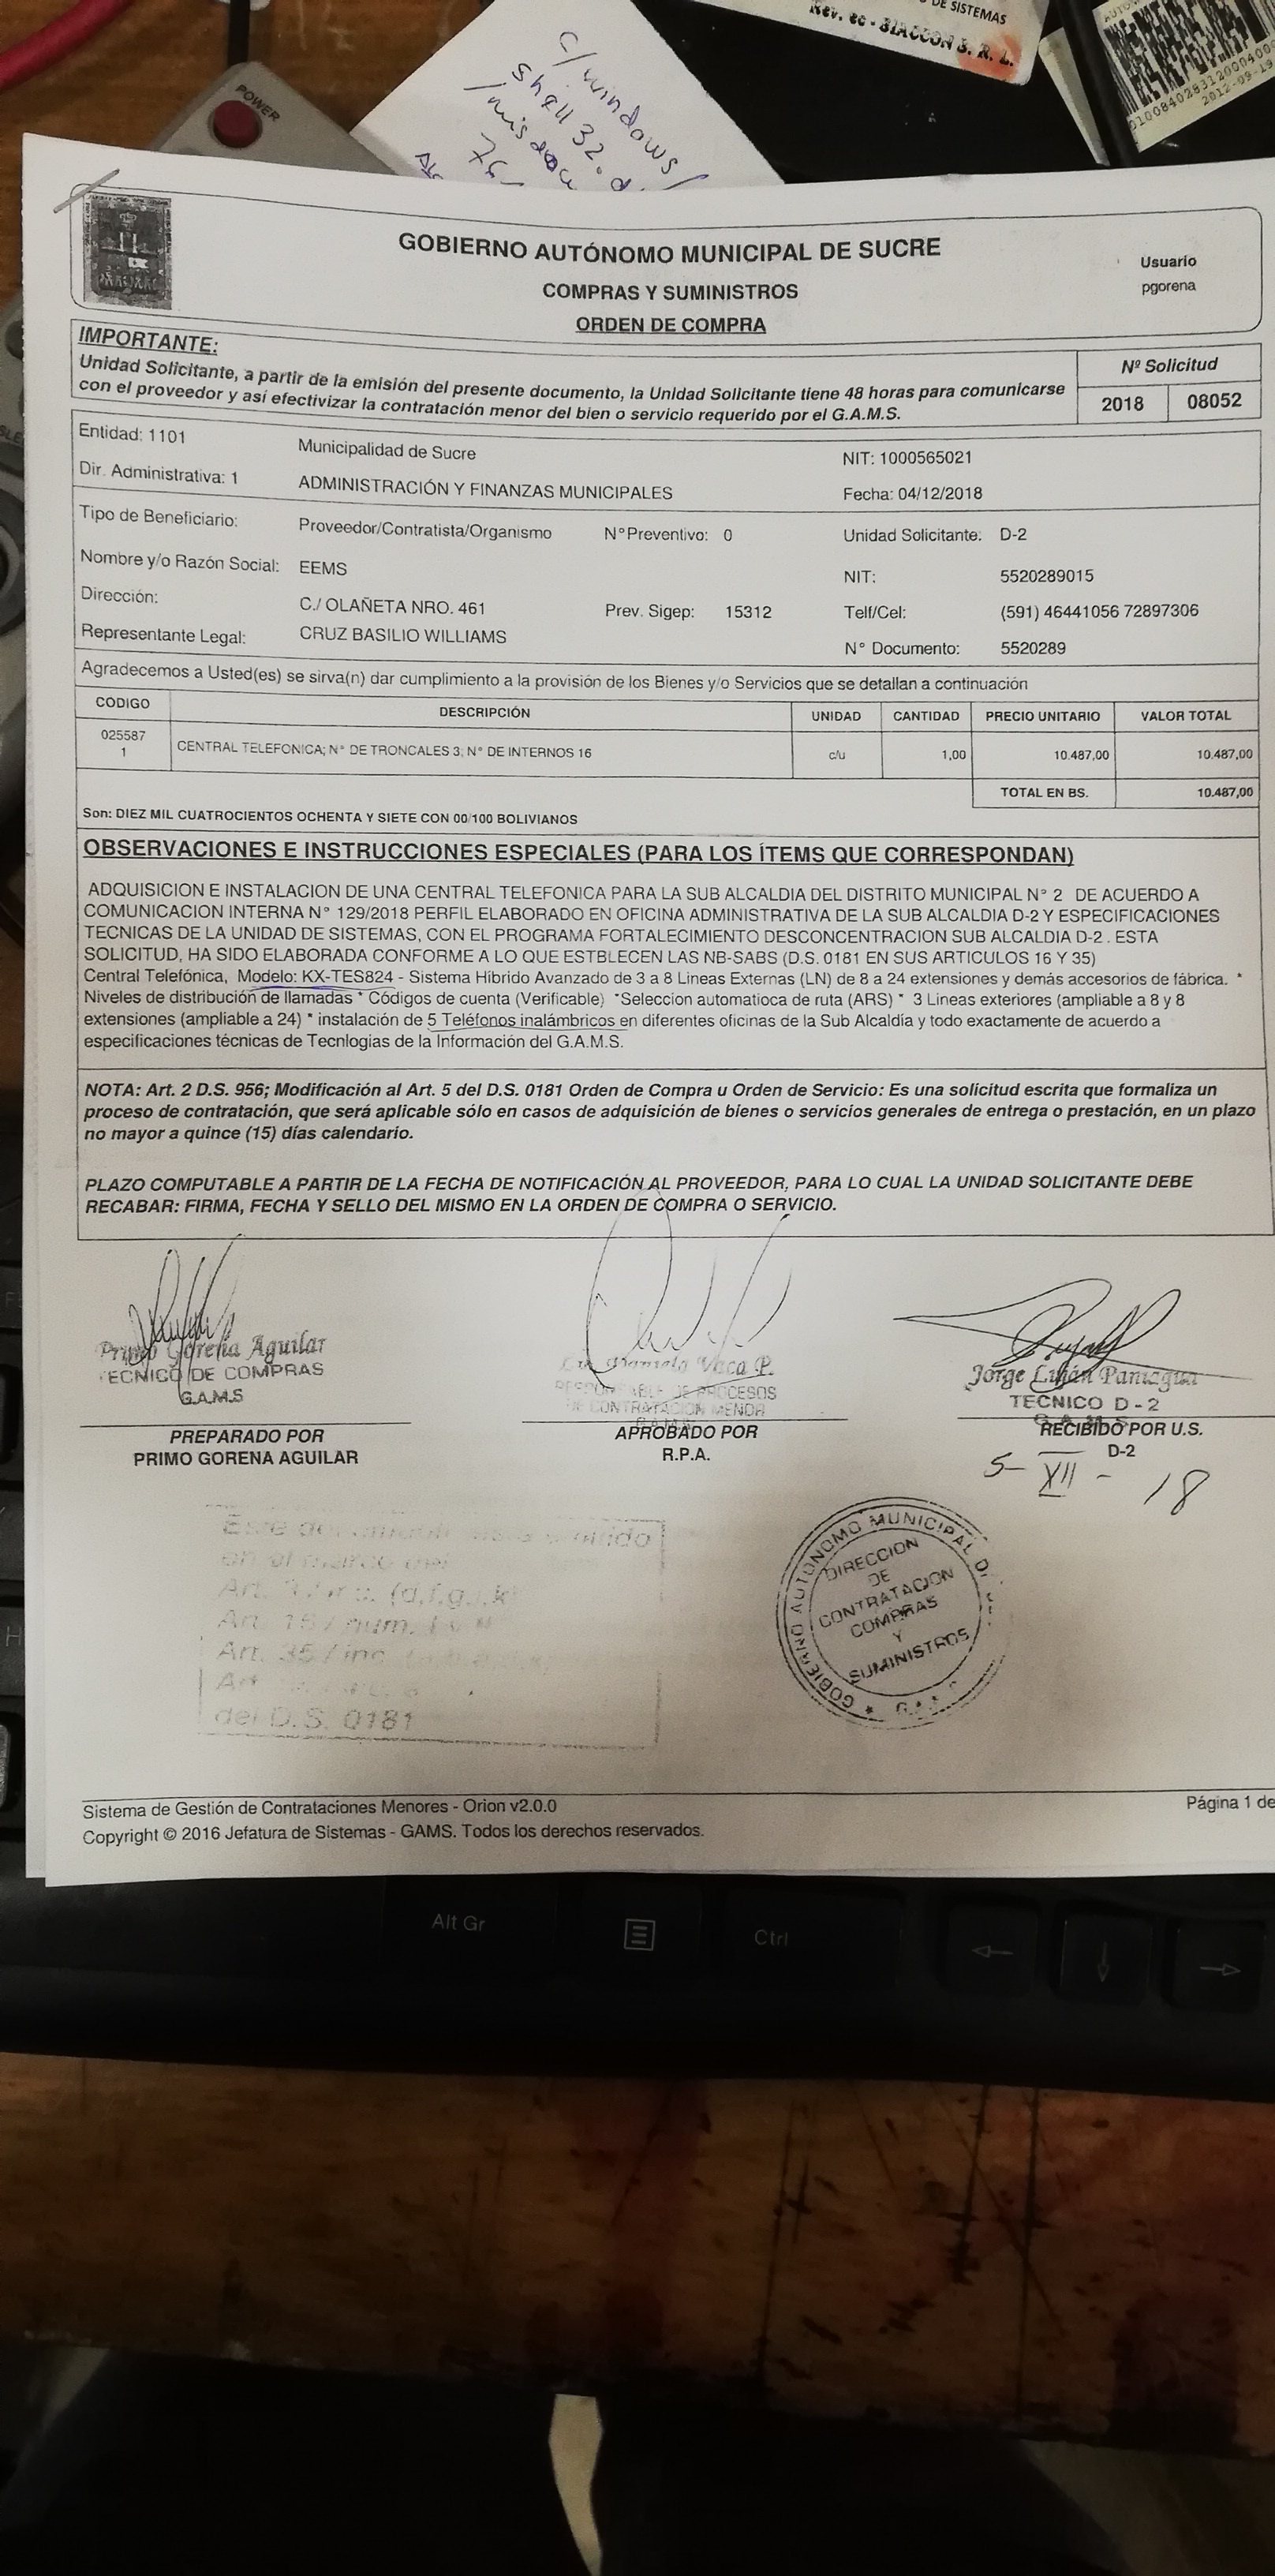 DE SISTEMAS
Rev. ec - BIACCON S. R. L.
010084028312000400
2012-09-19
POWER
c/windows/
shell 32.d
/misdocu
76
GOBIERNO AUTÓNOMO MUNICIPAL DE SUCRE
COMPRAS Y SUMINISTROS
ORDEN DE COMPRA
Usuario
pgorena
IMPORTANTE:
Unidad Solicitante, a partir de la emisión del presente documento, la Unidad Solicitante tiene 48 horas para comunicarse
con el proveedor y así efectivizar la contratación menor del bien o servicio requerido por el G.A.M.S.
Nº Solicitud
2018 08052
Entidad: 1101 Municipalidad de Sucre NIT: 1000565021
Dir. Administrativa: 1 ADMINISTRACIÓN Y FINANZAS MUNICIPALES Fecha: 04/12/2018
Tipo de Beneficiario: Proveedor/Contratista/Organismo N°Preventivo: 0 Unidad Solicitante: D-2
Nombre y/o Razón Social: EEMS NIT: 5520289015
Dirección: C./ OLAÑETA NRO. 461 Prev. Sigep: 15312 Telf/Cel: (591) 46441056 72897306
Representante Legal: CRUZ BASILIO WILLIAMS N° Documento: 5520289
Agradecemos a Usted(es) se sirva(n) dar cumplimiento a la provisión de los Bienes y/o Servicios que se detallan a continuación
CODIGO DESCRIPCIÓN UNIDAD CANTIDAD PRECIO UNITARIO VALOR TOTAL
025587
1 CENTRAL TELEFONICA; N° DE TRONCALES 3; N° DE INTERNOS 16 c/u 1,00 10.487,00 10.487,00
TOTAL EN BS. 10.487,00
Son: DIEZ MIL CUATROCIENTOS OCHENTA Y SIETE CON 00/100 BOLIVIANOS
OBSERVACIONES E INSTRUCCIONES ESPECIALES (PARA LOS ÍTEMS QUE CORRESPONDAN)
ADQUISICION E INSTALACION DE UNA CENTRAL TELEFONICA PARA LA SUB ALCALDIA DEL DISTRITO MUNICIPAL N° 2 DE ACUERDO A
COMUNICACION INTERNA N° 129/2018 PERFIL ELABORADO EN OFICINA ADMINISTRATIVA DE LA SUB ALCALDIA D-2 Y ESPECIFICACIONES
TECNICAS DE LA UNIDAD DE SISTEMAS, CON EL PROGRAMA FORTALECIMIENTO DESCONCENTRACION SUB ALCALDIA D-2 . ESTA
SOLICITUD, HA SIDO ELABORADA CONFORME A LO QUE ESTBLECEN LAS NB-SABS (D.S. 0181 EN SUS ARTICULOS 16 Y 35)
Central Telefónica, Modelo: KX-TES824 - Sistema Híbrido Avanzado de 3 a 8 Lineas Externas (LN) de 8 a 24 extensiones y demás accesorios de fábrica. *
Niveles de distribución de llamadas * Códigos de cuenta (Verificable) *Seleccion automatioca de ruta (ARS) * 3 Lineas exteriores (ampliable a 8 y 8
extensiones (ampliable a 24) * instalación de 5 Teléfonos inalámbricos en diferentes oficinas de la Sub Alcaldía y todo exactamente de acuerdo a
especificaciones técnicas de Tecnlogias de la Información del G.A.M.S.
NOTA: Art. 2 D.S. 956; Modificación al Art. 5 del D.S. 0181 Orden de Compra u Orden de Servicio: Es una solicitud escrita que formaliza un
proceso de contratación, que será aplicable sólo en casos de adquisición de bienes o servicios generales de entrega o prestación, en un plazo
no mayor a quince (15) días calendario.
PLAZO COMPUTABLE A PARTIR DE LA FECHA DE NOTIFICACIÓN AL PROVEEDOR, PARA LO CUAL LA UNIDAD SOLICITANTE DEBE
RECABAR: FIRMA, FECHA Y SELLO DEL MISMO EN LA ORDEN DE COMPRA O SERVICIO.
Primo Gorena Aguilar
TECNICO DE COMPRAS
G.A.M.S
PREPARADO POR
PRIMO GORENA AGUILAR
Vaca P.
RESPONSABLE DE PROCESOS
DE CONTRATACION MENOR
APROBADO POR
R.P.A.
Jorge Luján Paniagua
TECNICO D - 2
G.A.M.S.
RECIBIDO POR U.S.
D-2
5- XII - 18
Este
Art. (d,f,g,k)
Art. 16 / num.
Art. 35 / inc.
Art
del D.S. 0181
GOBIERNO AUTONOMO MUNICIPAL
DIRECCION
DE
CONTRATACION
COMPRAS
Y
SUMINISTROS
Sistema de Gestión de Contrataciones Menores - Orion v2.0.0
Página 1 de
Copyright © 2016 Jefatura de Sistemas - GAMS. Todos los derechos reservados.
Alt Gr
Ctrl